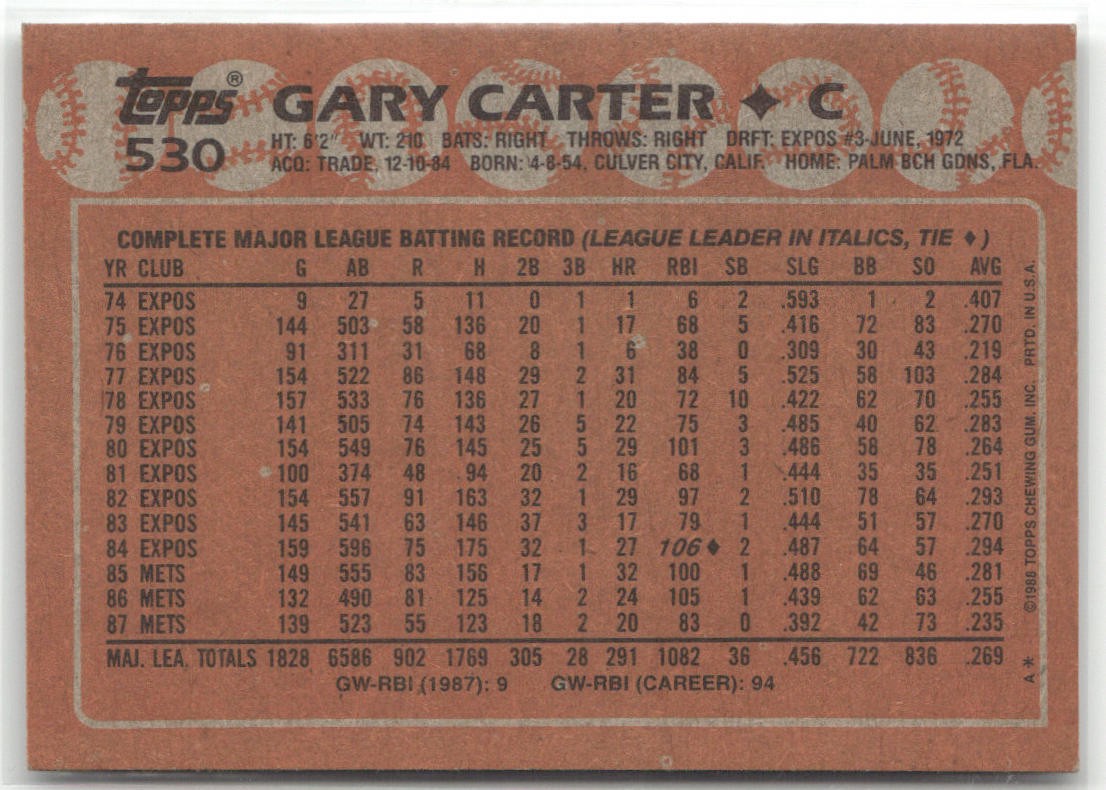 Topps® GARY CARTER ♦ C
530 HT: 6'2" WT: 210 BATS: RIGHT THROWS: RIGHT DRFT: EXPOS #3-JUNE, 1972
ACQ: TRADE, 12-10-84 BORN: 4-8-54, CULVER CITY, CALIF. HOME: PALM BCH GDNS, FLA.
COMPLETE MAJOR LEAGUE BATTING RECORD (LEAGUE LEADER IN ITALICS, TIE ♦)
YR CLUB G AB R H 2B 3B HR RBI SB SLG BB SO AVG
74 EXPOS 9 27 5 11 0 1 1 6 2 .593 1 2 .407
75 EXPOS 144 503 58 136 20 1 17 68 5 .416 72 83 .270
76 EXPOS 91 311 31 68 8 1 6 38 0 .309 30 43 .219
77 EXPOS 154 522 86 148 29 2 31 84 5 .525 58 103 .284
78 EXPOS 157 533 76 136 27 1 20 72 10 .422 62 70 .255
79 EXPOS 141 505 74 143 26 5 22 75 3 .485 40 62 .283
80 EXPOS 154 549 76 145 25 5 29 101 3 .486 58 78 .264
81 EXPOS 100 374 48 94 20 2 16 68 1 .444 35 35 .251
82 EXPOS 154 557 91 163 32 1 29 97 2 .510 78 64 .293
83 EXPOS 145 541 63 146 37 3 17 79 1 .444 51 57 .270
84 EXPOS 159 596 75 175 32 1 27 106♦ 2 .487 64 57 .294
85 METS 149 555 83 156 17 1 32 100 1 .488 69 46 .281
86 METS 132 490 81 125 14 2 24 105 1 .439 62 63 .255
87 METS 139 523 55 123 18 2 20 83 0 .392 42 73 .235
MAJ. LEA. TOTALS 1828 6586 902 1769 305 28 291 1082 36 .456 722 836 .269
GW-RBI (1987): 9 GW-RBI (CAREER): 94
A* ©1988 TOPPS CHEWING GUM, INC. PRTD. IN U.S.A.